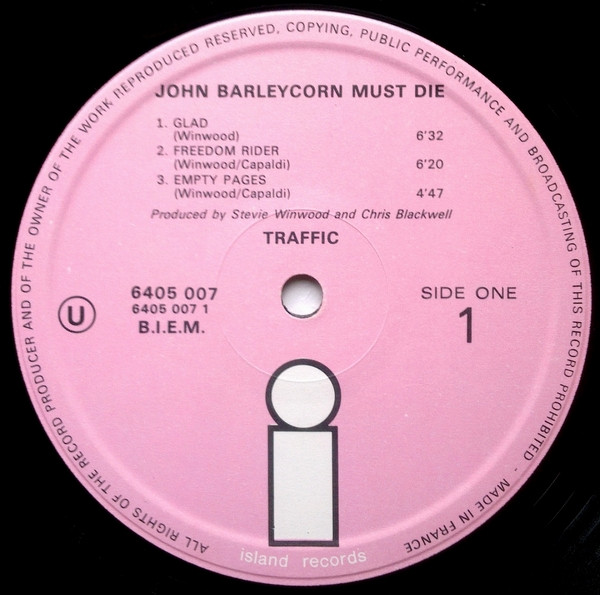 ALL RIGHTS OF THE RECORD PRODUCER AND OF THE OWNER OF THE WORK REPRODUCED RESERVED, COPYING, PUBLIC PERFORMANCE AND BROADCASTING OF THIS RECORD PROHIBITED - MADE IN FRANCE
JOHN BARLEYCORN MUST DIE
1. GLAD
(Winwood) 6'32
2. FREEDOM RIDER
(Winwood/Capaldi) 6'20
3. EMPTY PAGES
(Winwood/Capaldi) 4'47
Produced by Stevie Winwood and Chris Blackwell
TRAFFIC
6405 007 SIDE ONE
6405 007 1
U B.I.E.M. 1
i
island records